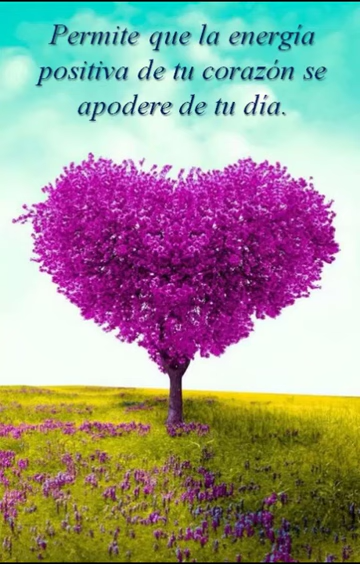 Permite que la energía
positiva de tu corazón se
apodere de tu día.